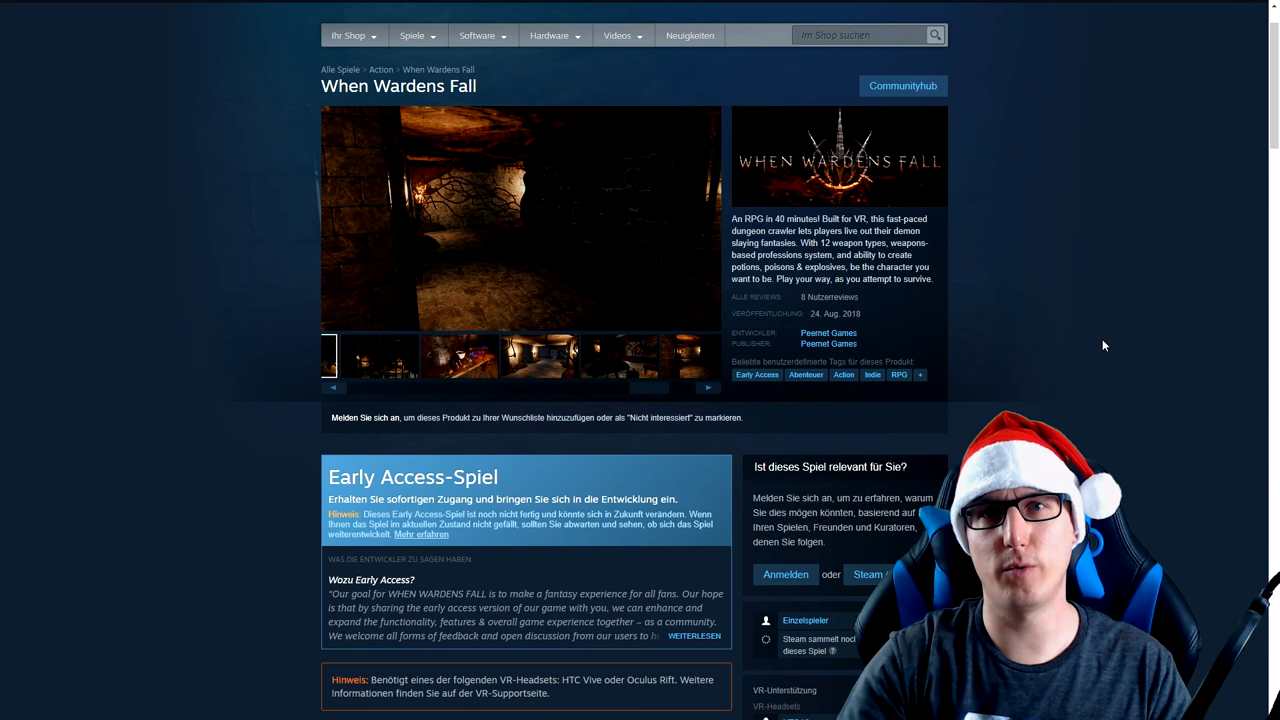 Ihr Shop
Spiele
Software
Hardware
Videos
Neuigkeiten
Im Shop suchen
Alle Spiele > Action > When Wardens Fall
When Wardens Fall
Communityhub
WHEN WARDENS FALL
An RPG in 40 minutes! Built for VR, this fast-paced
dungeon crawler lets players live out their demon
slaying fantasies. With 12 weapon types, weapons-
based professions system, and ability to create
potions, poisons & explosives, be the character you
want to be. Play your way, as you attempt to survive.
ALLE REVIEWS: 8 Nutzerreviews
VERÖFFENTLICHUNG: 24. Aug. 2018
ENTWICKLER: Peernet Games
PUBLISHER: Peernet Games
Beliebte benutzerdefinierte Tags für dieses Produkt:
Early Access Abenteuer Action Indie RPG +
Melden Sie sich an, um dieses Produkt zu Ihrer Wunschliste hinzuzufügen oder als "Nicht interessiert" zu markieren.
Early Access-Spiel
Erhalten Sie sofortigen Zugang und bringen Sie sich in die Entwicklung ein.
Hinweis: Dieses Early Access-Spiel ist noch nicht fertig und könnte sich in Zukunft verändern. Wenn
Ihnen das Spiel im aktuellen Zustand nicht gefällt, sollten Sie abwarten und sehen, ob sich das Spiel
weiterentwickelt. Mehr erfahren
WAS DIE ENTWICKLER ZU SAGEN HABEN:
Wozu Early Access?
"Our goal for WHEN WARDENS FALL is to make a fantasy experience for all fans. Our hope
is that by sharing the early access version of our game with you, we can enhance and
expand the functionality, features & overall game experience together – as a community.
We welcome all forms of feedback and open discussion from our users to WEITERLESEN
Hinweis: Benötigt eines der folgenden VR-Headsets: HTC Vive oder Oculus Rift. Weitere
Informationen finden Sie auf der VR-Supportseite.
Ist dieses Spiel relevant für Sie?
Melden Sie sich an, um zu erfahren, warum
Sie dies mögen könnten, basierend auf
Ihren Spielen, Freunden und Kuratoren,
denen Sie folgen.
Anmelden oder Steam
Einzelspieler
Steam sammelt noch
dieses Spiel ?
VR-Unterstützung
VR-Headsets